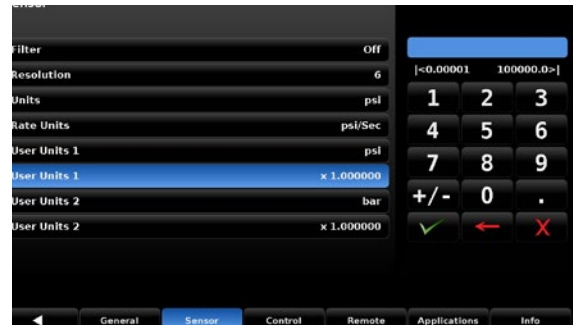 Sensor
Filter Off
Resolution 6
Units psi
Rate Units psi/Sec
User Units 1 psi
User Units 1 x 1.000000
User Units 2 bar
User Units 2 x 1.000000
|<0.00001 100000.0>|
1 2 3
4 5 6
7 8 9
+/- 0 .
General Sensor Control Remote Applications Info